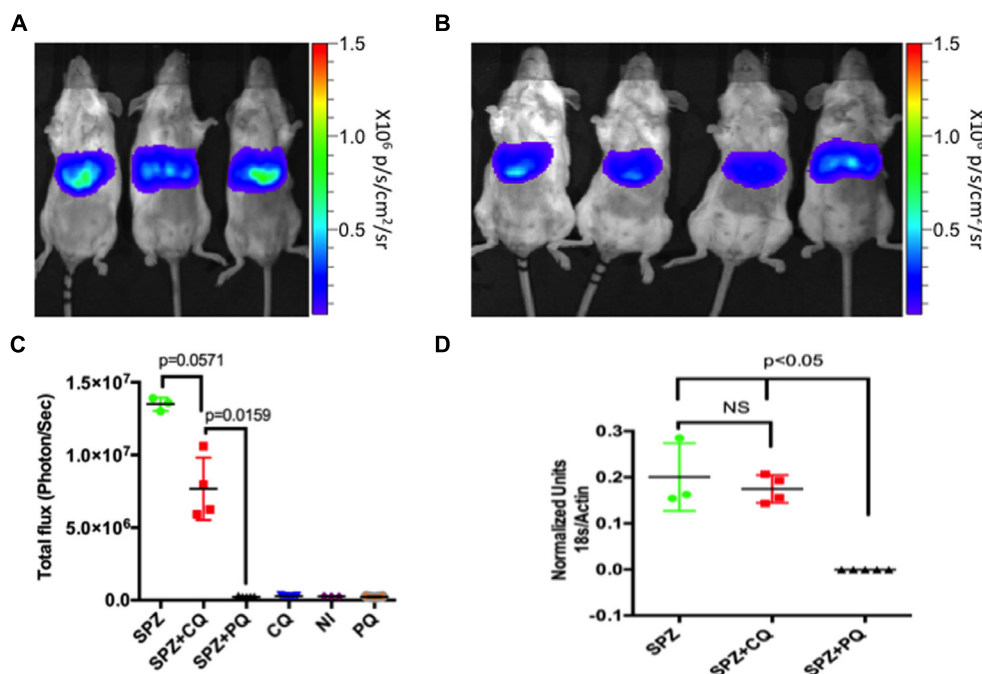 A
B
1.5
1.0
0.5
X10⁶ p/s/cm²/sr
1.5
1.0
0.5
X10⁶ p/s/cm²/sr
C
p=0.0571
p=0.0159
Total flux (Photon/Sec)
1.5×10⁷
1.0×10⁷
5.0×10⁶
0.0
SPZ
SPZ+CQ
SPZ+PQ
CQ
NI
PQ
D
p<0.05
NS
Normalized Units
18s/Actin
0.3
0.2
0.1
0.0
-0.1
SPZ
SPZ+CQ
SPZ+PQ